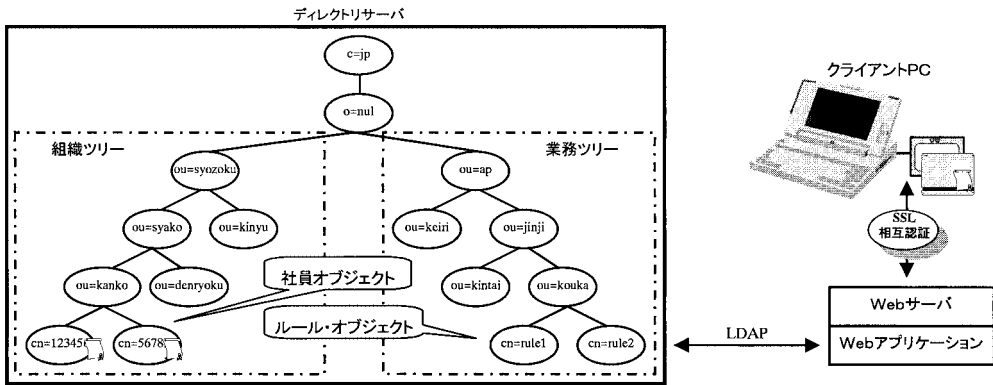 ディレクトリサーバ
c=jp
o=nul
組織ツリー
業務ツリー
ou=syozoku
ou=ap
ou=syako
ou=kinyu
ou=keiri
ou=jinji
ou=kanko
ou=denryoku
ou=kintai
ou=kouka
社員オブジェクト
ルール・オブジェクト
cn=12345
cn=5678
cn=rule1
cn=rule2
クライアントPC
SSL
相互認証
LDAP
Webサーバ
Webアプリケーション